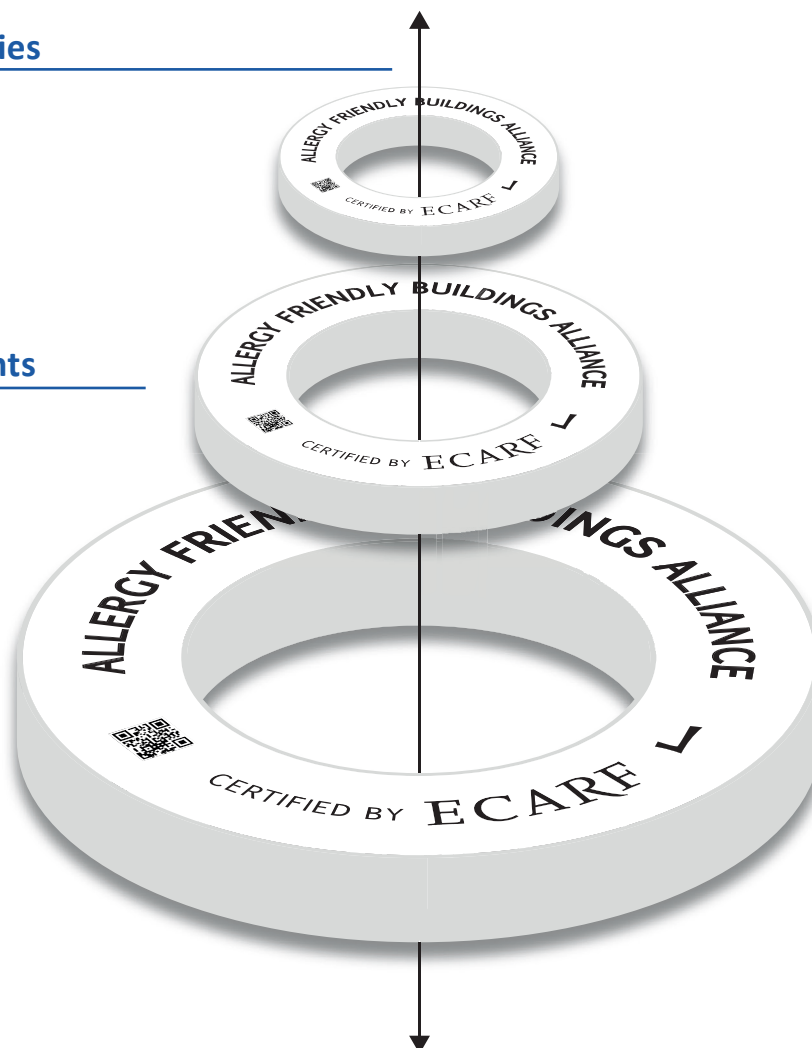 ies
ALLERGY FRIENDLY BUILDINGS ALLIANCE
CERTIFIED BY ECARF
nts
ALLERGY FRIENDLY BUILDINGS ALLIANCE
CERTIFIED BY ECARF
ALLERGY FRIEN DINGS ALLIANCE
CERTIFIED BY ECARF